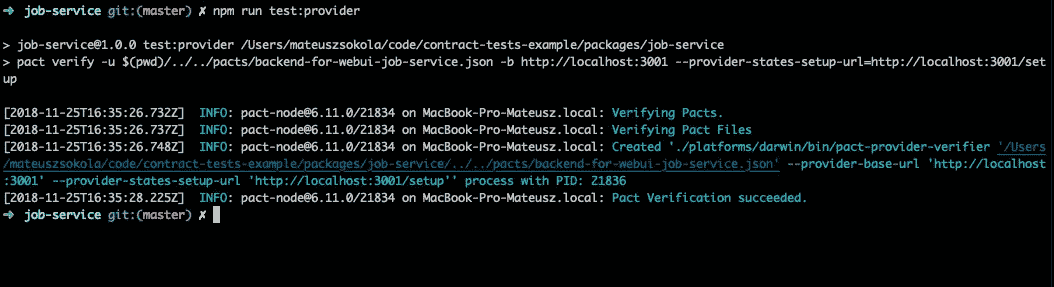 ➜  job-service git:(master) ✗ npm run test:provider
> job-service@1.0.0 test:provider /Users/mateuszsokola/code/contract-tests-example/packages/job-service
> pact verify -u $(pwd)/../../pacts/backend-for-webui-job-service.json -b http://localhost:3001 --provider-states-setup-url=http://localhost:3001/set
up
[2018-11-25T16:35:26.732Z]  INFO: pact-node@6.11.0/21834 on MacBook-Pro-Mateusz.local: Verifying Pacts.
[2018-11-25T16:35:26.737Z]  INFO: pact-node@6.11.0/21834 on MacBook-Pro-Mateusz.local: Verifying Pact Files
[2018-11-25T16:35:26.748Z]  INFO: pact-node@6.11.0/21834 on MacBook-Pro-Mateusz.local: Created './platforms/darwin/bin/pact-provider-verifier '/Users
/mateuszsokola/code/contract-tests-example/packages/job-service/../../pacts/backend-for-webui-job-service.json' --provider-base-url 'http://localhost
:3001' --provider-states-setup-url 'http://localhost:3001/setup'' process with PID: 21836
[2018-11-25T16:35:28.225Z]  INFO: pact-node@6.11.0/21834 on MacBook-Pro-Mateusz.local: Pact Verification succeeded.
➜  job-service git:(master) ✗